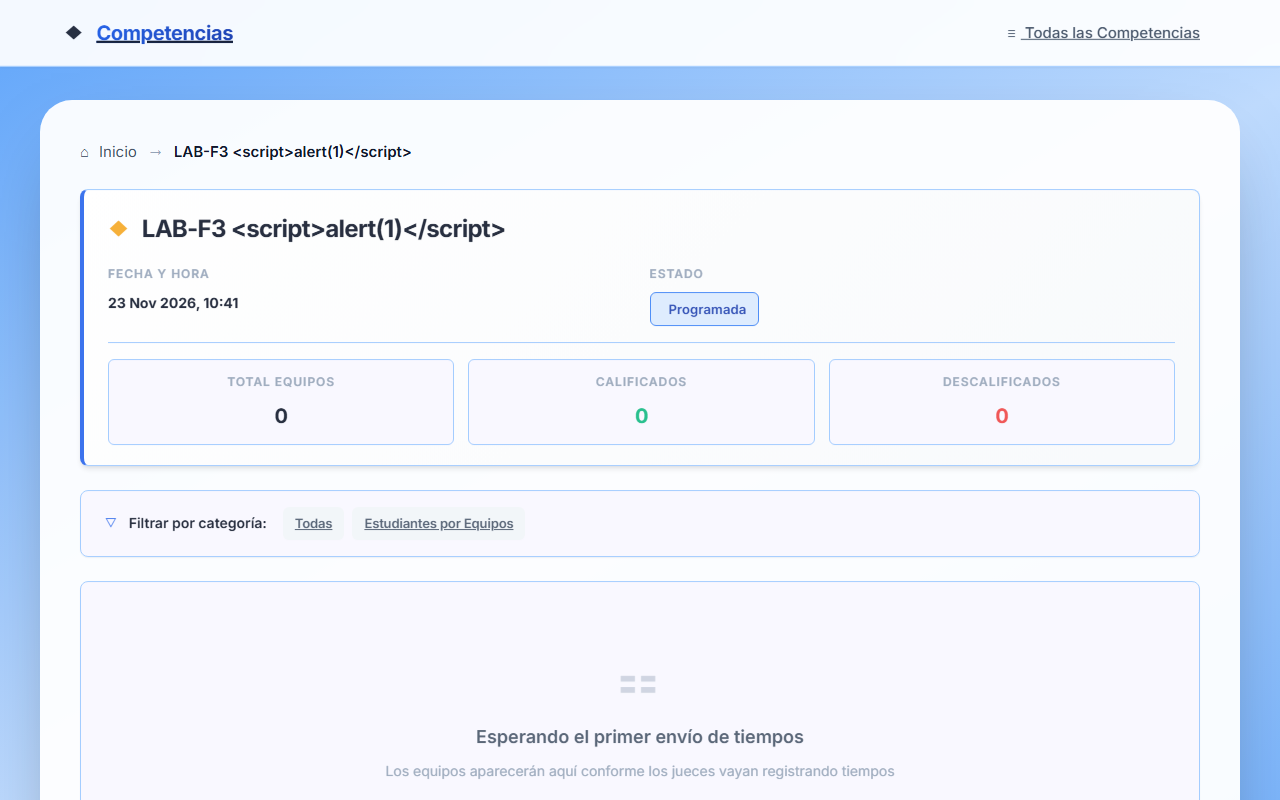 Competencias
Todas las Competencias
Inicio → LAB-F3 <script>alert(1)</script>
LAB-F3 <script>alert(1)</script>
FECHA Y HORA
23 Nov 2026, 10:41
ESTADO
Programada
TOTAL EQUIPOS
0
CALIFICADOS
0
DESCALIFICADOS
0
Filtrar por categoría: Todas Estudiantes por Equipos
Esperando el primer envío de tiempos
Los equipos aparecerán aquí conforme los jueces vayan registrando tiempos